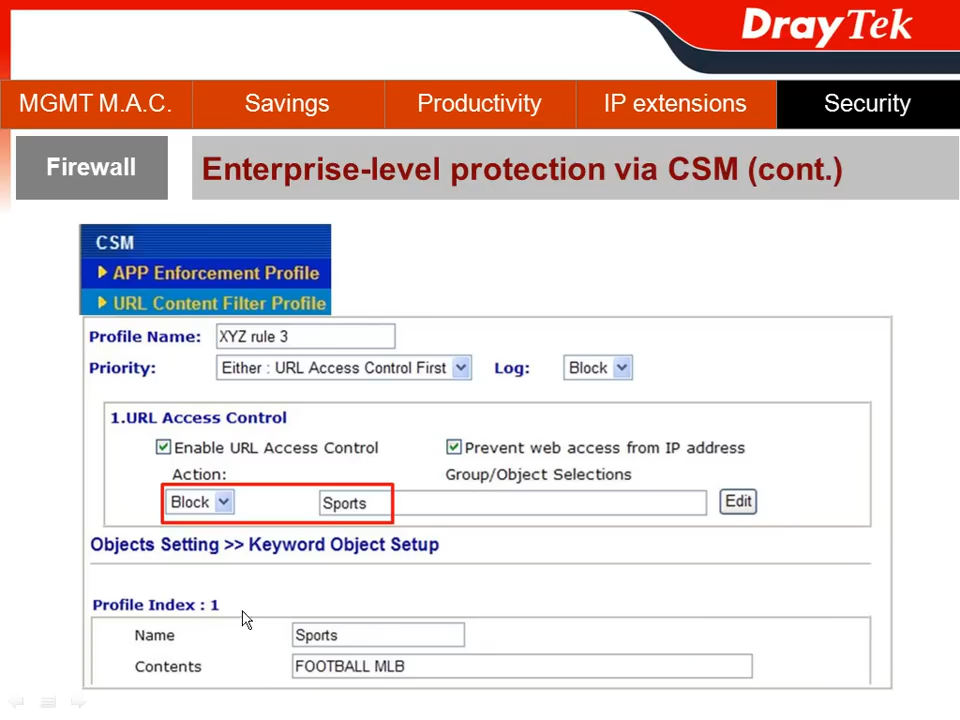 DrayTek
MGMT M.A.C. Savings Productivity IP extensions Security
Firewall Enterprise-level protection via CSM (cont.)
CSM
APP Enforcement Profile
URL Content Filter Profile
Profile Name: XYZ rule 3
Priority: Either : URL Access Control First Log: Block
1.URL Access Control
Enable URL Access Control Prevent web access from IP address
Action: Group/Object Selections
Block Sports Edit
Objects Setting >> Keyword Object Setup
Profile Index : 1
Name Sports
Contents FOOTBALL MLB